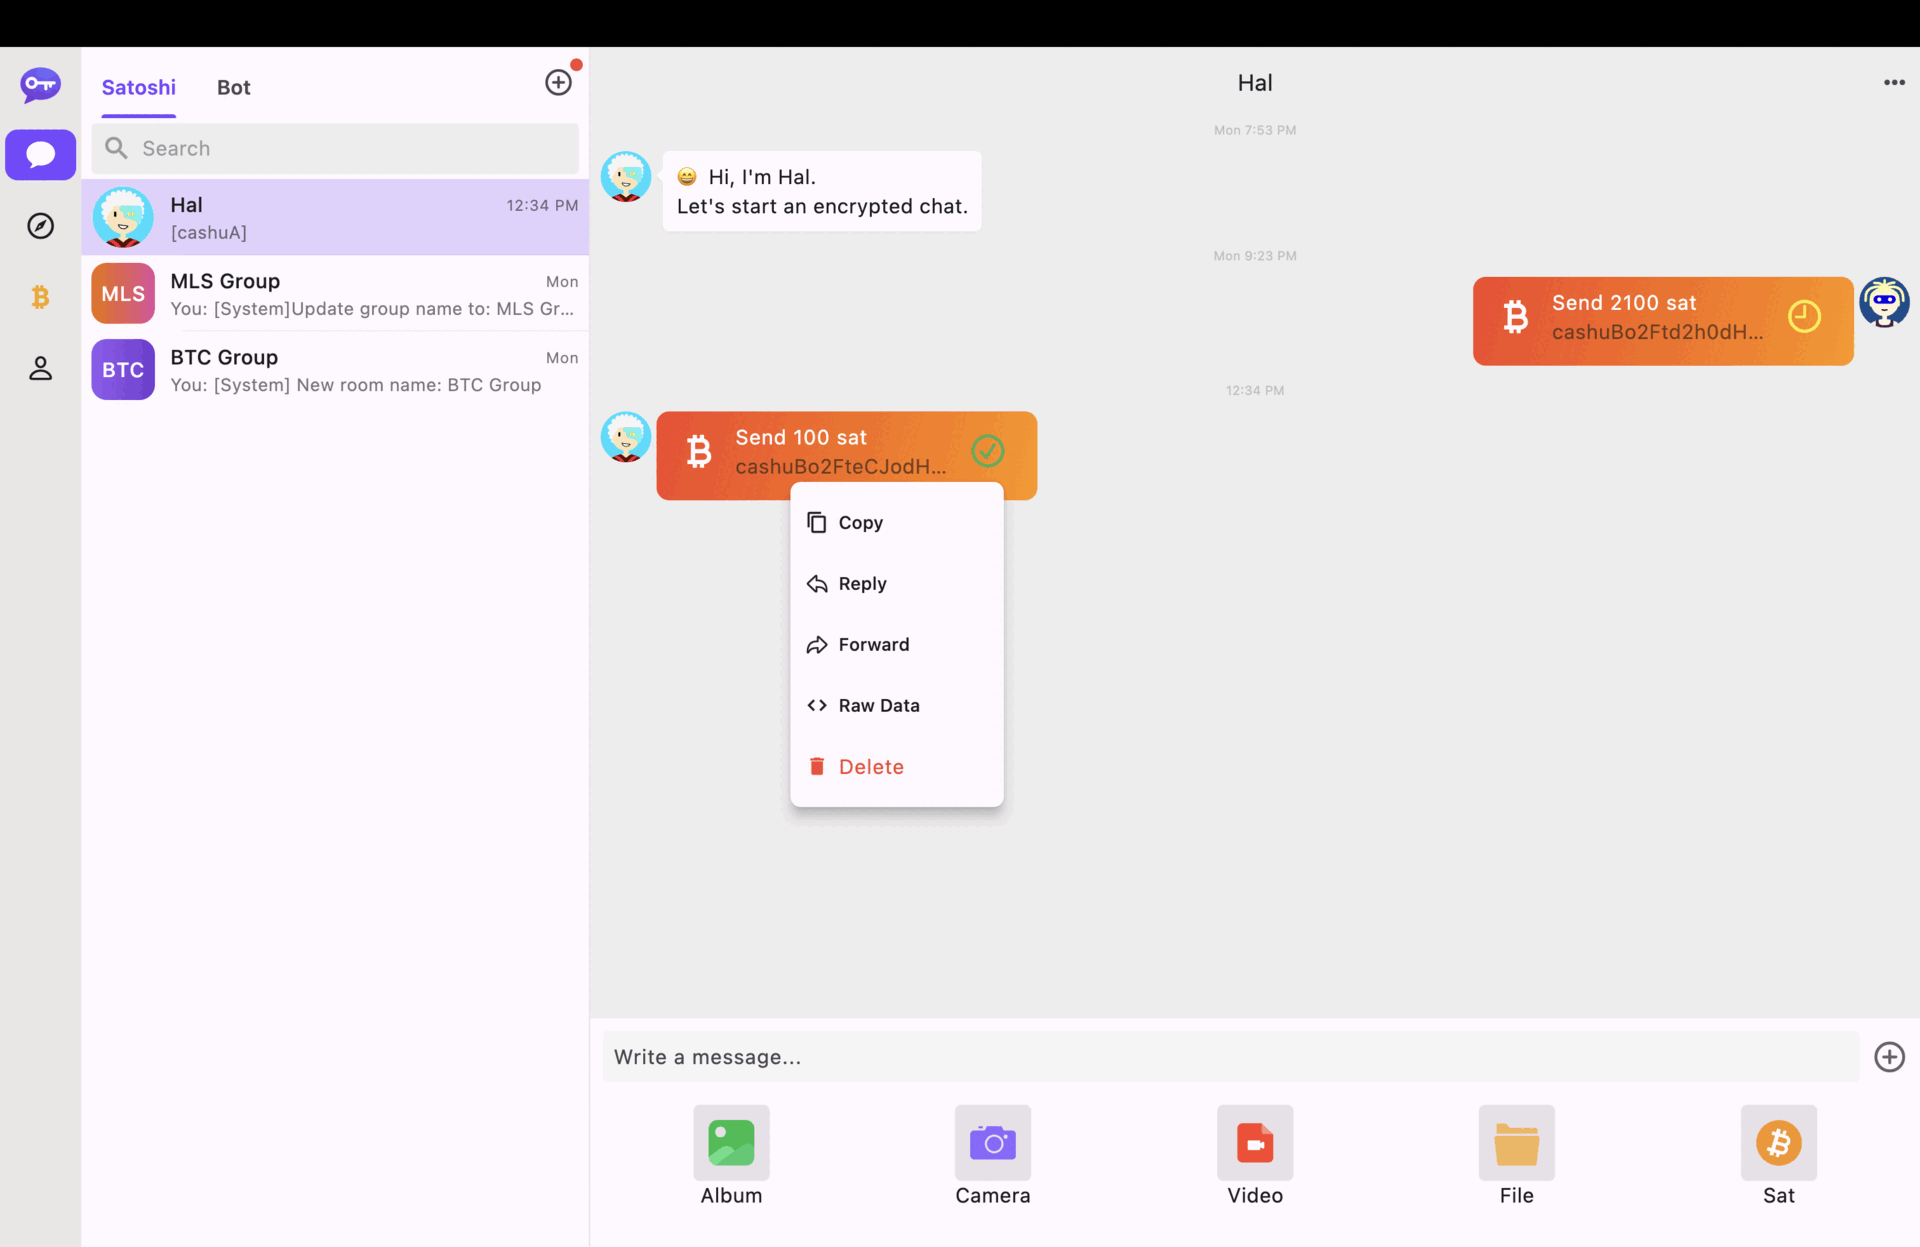 Satoshi
Bot
Search
Hal
12:34 PM
[cashuA]
MLS
MLS Group
Mon
You: [System]Update group name to: MLS Gr...
BTC
BTC Group
Mon
You: [System] New room name: BTC Group
Hal
Mon 7:53 PM
😄 Hi, I'm Hal.
Let's start an encrypted chat.
Mon 9:23 PM
Send 2100 sat
cashuBo2Ftd2h0dH...
12:34 PM
Send 100 sat
cashuBo2FteCJodH...
Copy
Reply
Forward
Raw Data
Delete
Write a message...
Album
Camera
Video
File
Sat